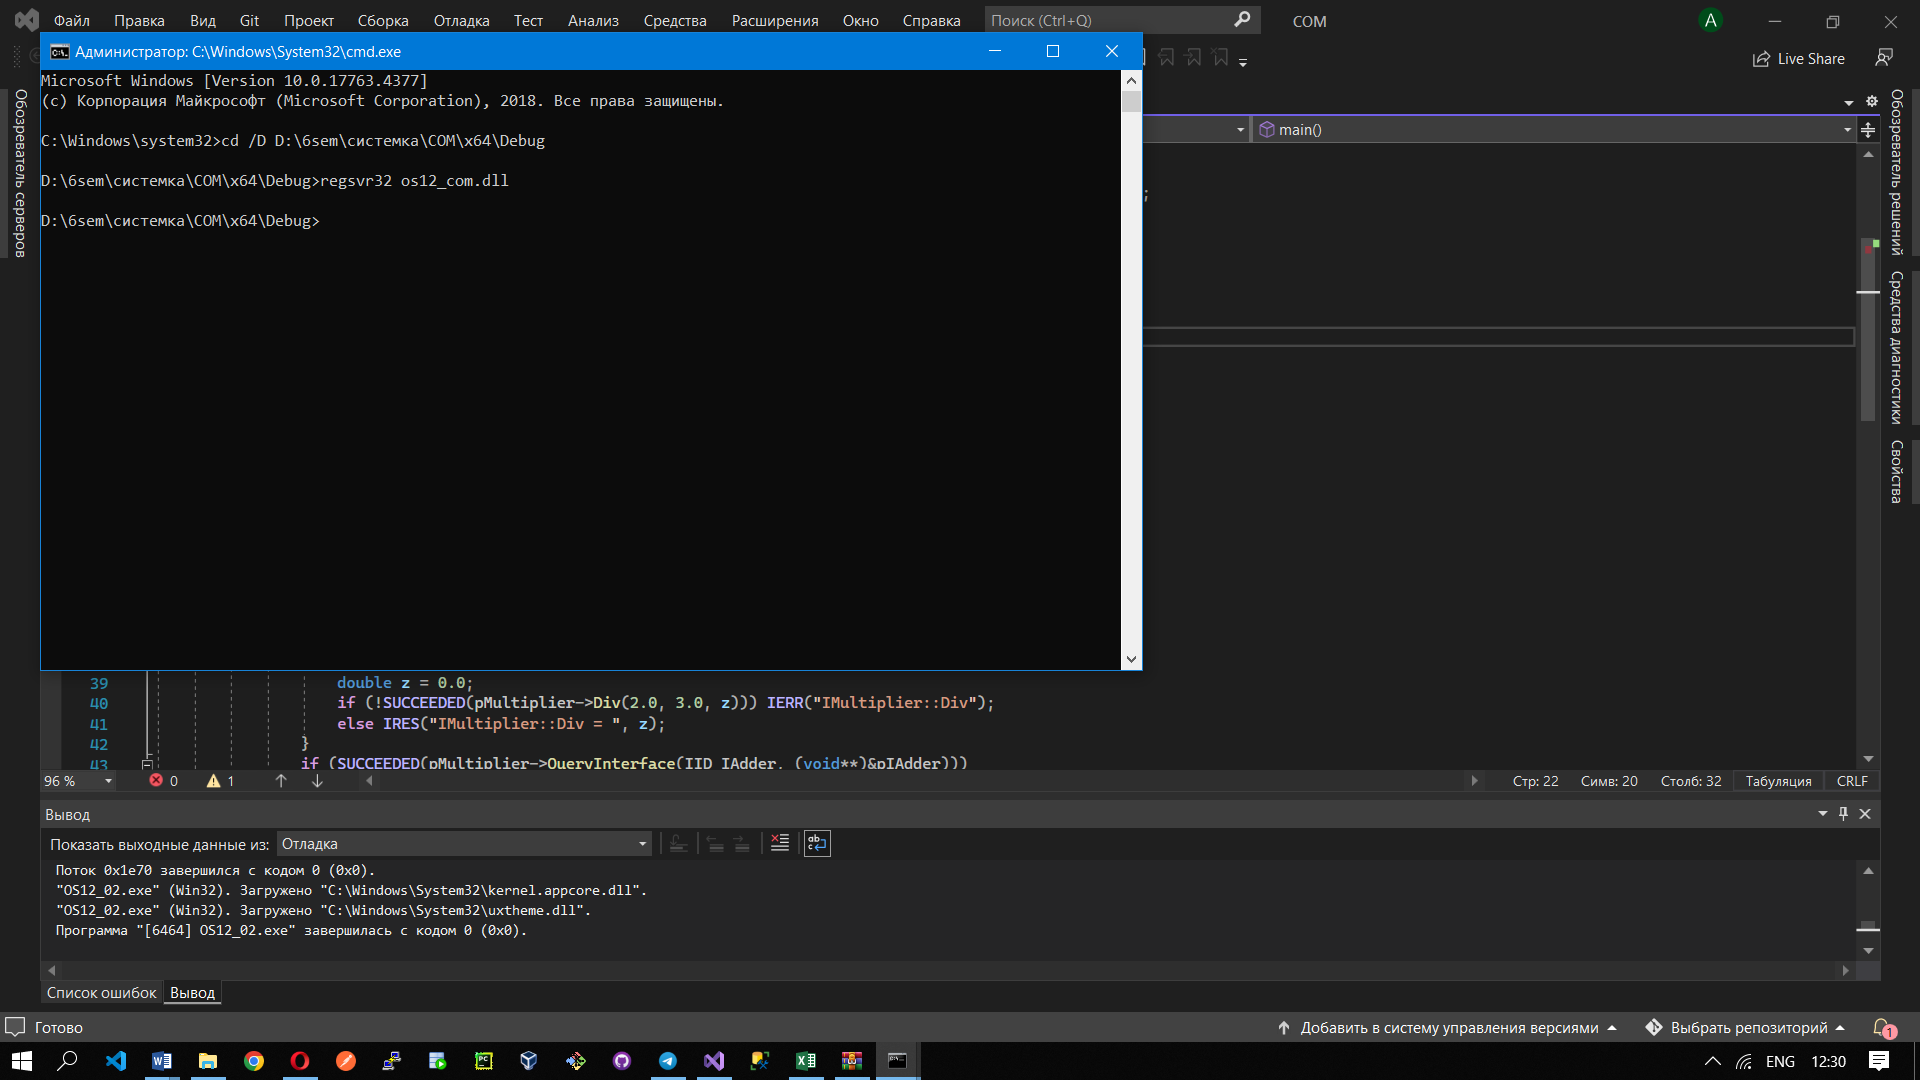 Файл Правка Вид Git Проект Сборка Отладка Тест Анализ Средства Расширения Окно Справка Поиск (Ctrl+Q) COM A
Администратор: C:\Windows\System32\cmd.exe
Live Share
Microsoft Windows [Version 10.0.17763.4377]
(c) Корпорация Майкрософт (Microsoft Corporation), 2018. Все права защищены.
C:\Windows\system32>cd /D D:\6sem\системка\COM\x64\Debug
D:\6sem\системка\COM\x64\Debug>regsvr32 os12_com.dll
D:\6sem\системка\COM\x64\Debug>
Обозреватель серверов
main()
;
Обозреватель решений
Средства диагностики
Свойства
39 double z = 0.0;
40 if (!SUCCEEDED(pMultiplier->Div(2.0, 3.0, z))) IERR("IMultiplier::Div");
41 else IRES("IMultiplier::Div = ", z);
42 }
43 if (SUCCEEDED(pMultiplier->QueryInterface(IID_IAdder, (void**)&pIAdder)))
96 % 0 1 Стр: 22 Симв: 20 Столб: 32 Табуляция CRLF
Вывод
Показать выходные данные из: Отладка
Поток 0x1e70 завершился с кодом 0 (0x0).
"OS12_02.exe" (Win32). Загружено "C:\Windows\System32\kernel.appcore.dll".
"OS12_02.exe" (Win32). Загружено "C:\Windows\System32\uxtheme.dll".
Программа "[6464] OS12_02.exe" завершилась с кодом 0 (0x0).
Список ошибок Вывод
Готово Добавить в систему управления версиями Выбрать репозиторий 1
ENG 12:30